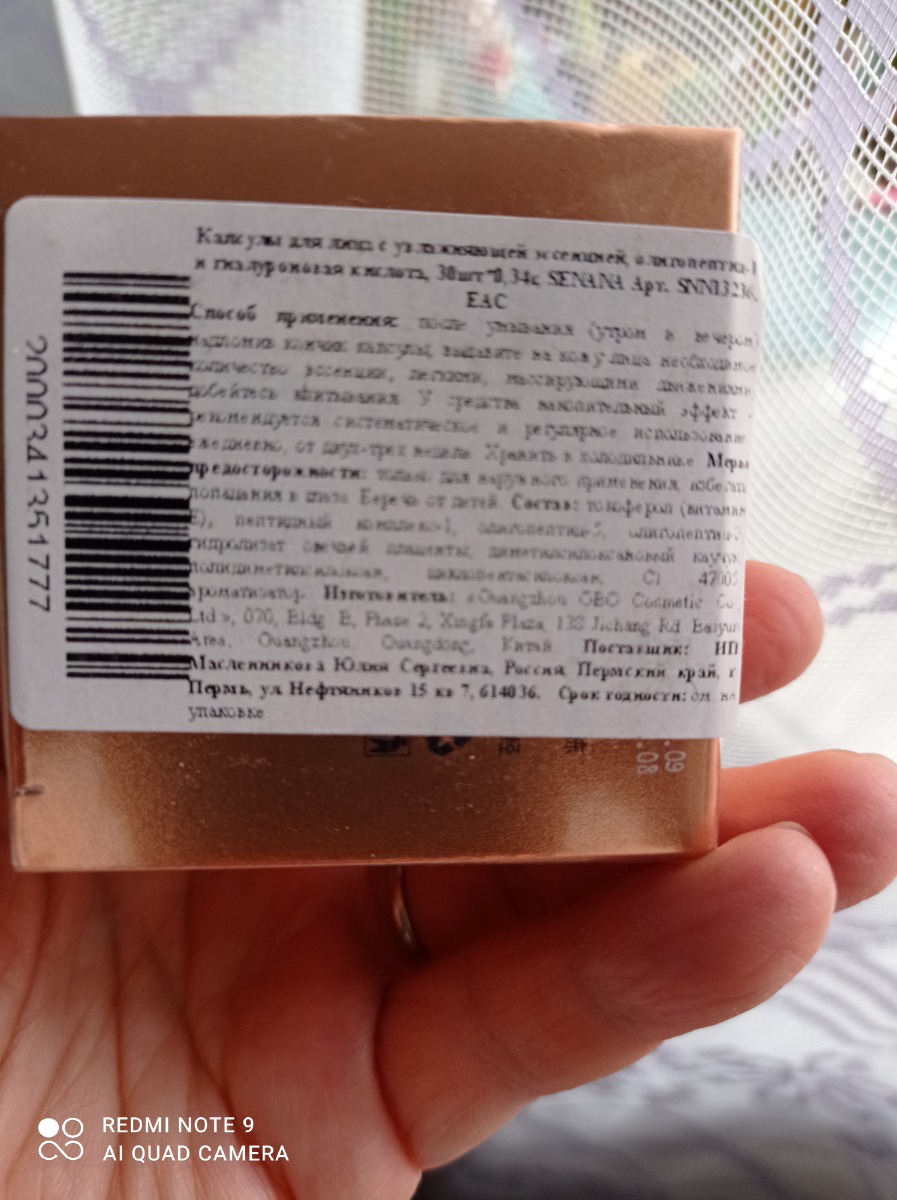 Капсулы для лица с увлажняющей эссенцией, олигопептид-1
и гиалуроновая кислота, 30шт*0,34г, SENANA Арт. SNN13236,
EAC
Способ применения: после умывания (утром и вечером)
надломив кончик капсулы, выдавите на кожу лица необходимое
количество эссенции, легкими, массирующими движениями
добейтесь впитывания. У средства накопительный эффект -
рекомендуется систематическое и регулярное использование
ежедневно, от двух-трех недель. Хранить в холодильнике. Меры
предосторожности: только для наружного применения, избегать
попадания в глаза. Беречь от детей. Состав: токоферол (витамин
Е), пептидный комплекс-1, олигопептид-5,
гидролизат овечьей плаценты, диметилсилоксановый каучук
полидиметилсилоксан, циклопентасилоксан, CI 47005
ароматизатор. Изготовитель: «Guangzhou OEO Cosmetic Co.,
Ltd», 070, Bldg. E, Phase 2, Xingfa Plaza, 132 Jichang Rd Baiyun
Area, Guangzhou, Guangdong, Китай Поставщик: ИП
Масленникова Юлия Сергеевна, Россия, Пермский край, г.
Пермь, ул Нефтяников 15 кв 7, 614036. Срок годности: см. на
упаковке
2000341351777
.09
.08
REDMI NOTE 9
AI QUAD CAMERA